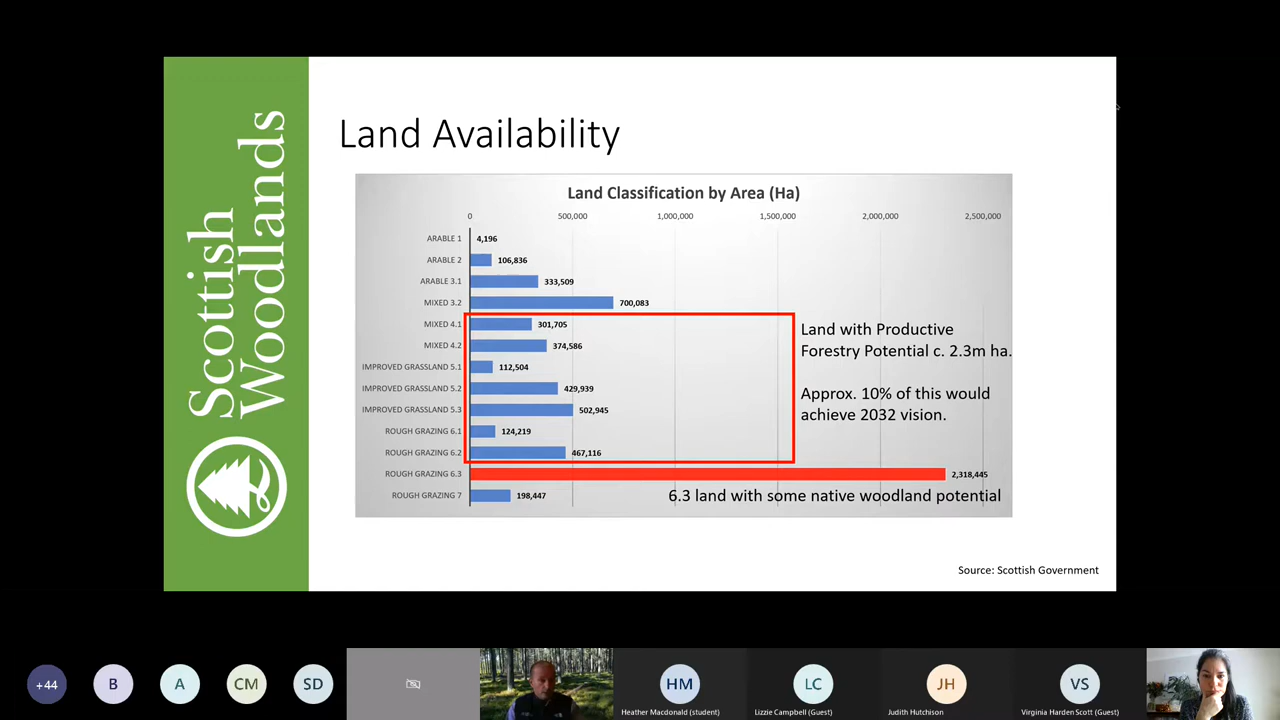 Scottish
Woodlands
Land Availability
Land Classification by Area (Ha)
0 500,000 1,000,000 1,500,000 2,000,000 2,500,000
ARABLE 1 4,196
ARABLE 2 106,836
ARABLE 3.1 333,509
MIXED 3.2 700,083
MIXED 4.1 301,705
MIXED 4.2 374,586
IMPROVED GRASSLAND 5.1 112,504
IMPROVED GRASSLAND 5.2 429,939
IMPROVED GRASSLAND 5.3 502,945
ROUGH GRAZING 6.1 124,219
ROUGH GRAZING 6.2 467,116
ROUGH GRAZING 6.3 2,318,445
ROUGH GRAZING 7 198,447
Land with Productive
Forestry Potential c. 2.3m ha.
Approx. 10% of this would
achieve 2032 vision.
6.3 land with some native woodland potential
Source: Scottish Government
+44 B A CM SD HM LC JH VS
Heather Macdonald (student) Lizzie Campbell (Guest) Judith Hutchison Virginia Harden Scott (Guest)